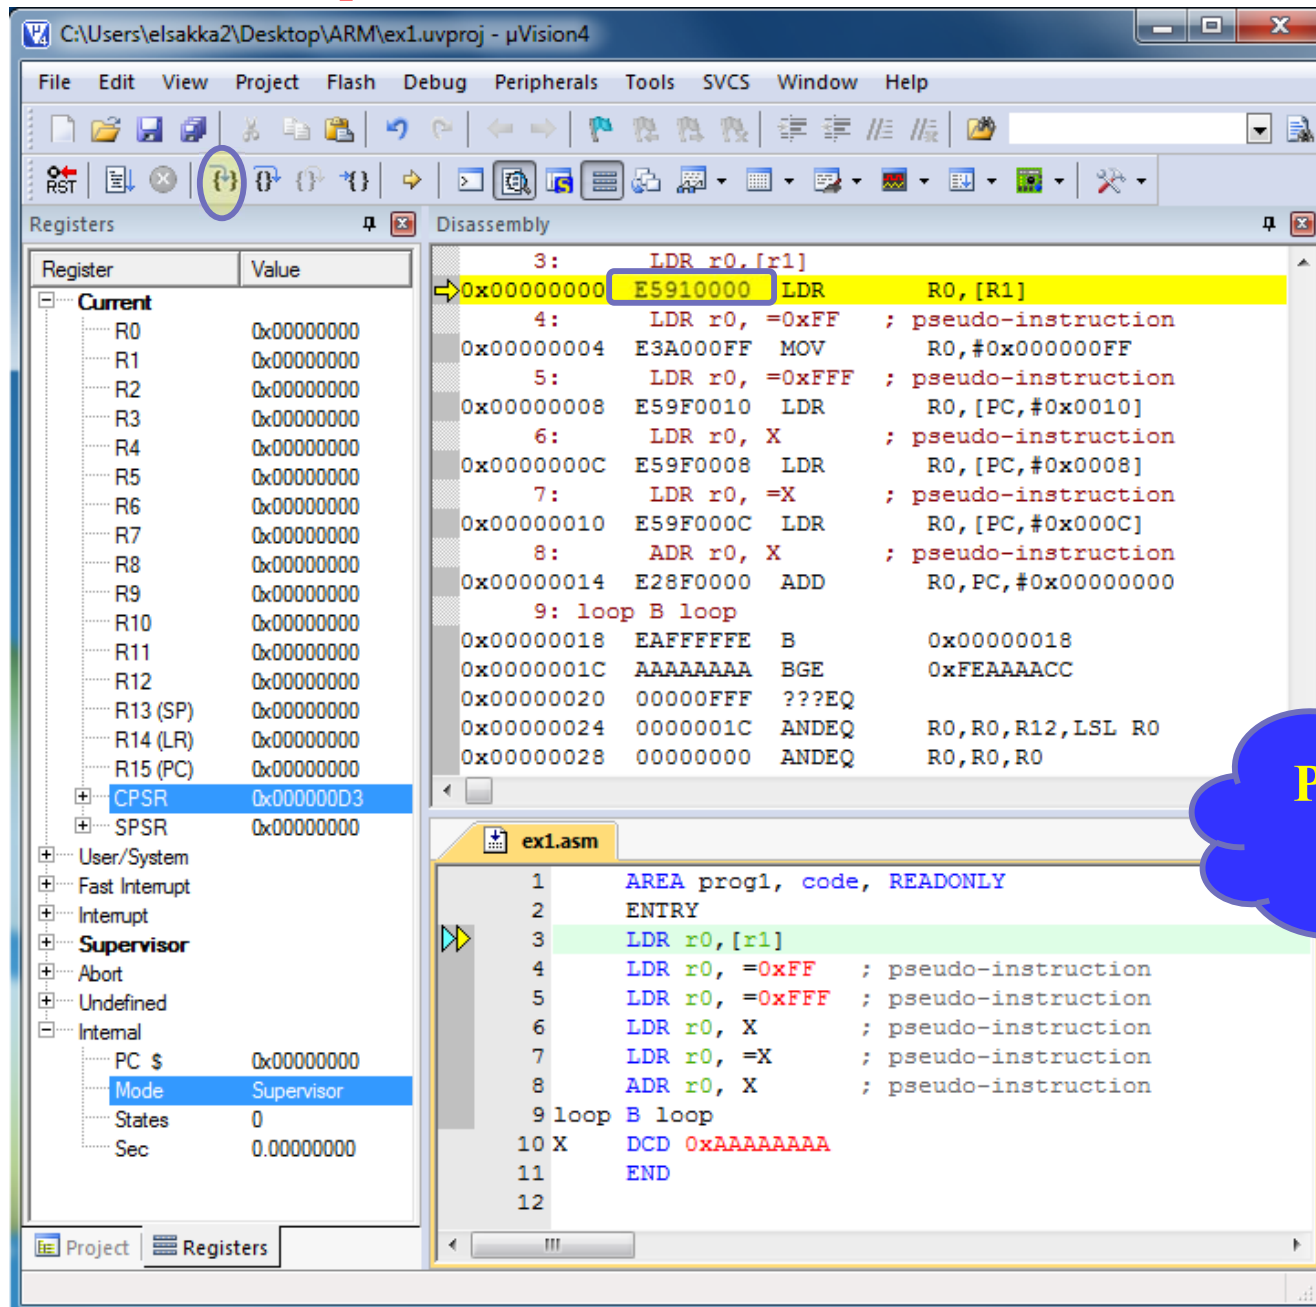 C:\Users\elsakka2\Desktop\ARM\ex1.uvproj - µVision4
File Edit View Project Flash Debug Peripherals Tools SVCS Window Help
RST
Registers
Register Value
Current
R0 0x00000000
R1 0x00000000
R2 0x00000000
R3 0x00000000
R4 0x00000000
R5 0x00000000
R6 0x00000000
R7 0x00000000
R8 0x00000000
R9 0x00000000
R10 0x00000000
R11 0x00000000
R12 0x00000000
R13 (SP) 0x00000000
R14 (LR) 0x00000000
R15 (PC) 0x00000000
CPSR 0x000000D3
SPSR 0x00000000
User/System
Fast Interrupt
Interrupt
Supervisor
Abort
Undefined
Internal
PC $ 0x00000000
Mode Supervisor
States 0
Sec 0.00000000
Project Registers
Disassembly
3: LDR r0,[r1]
0x00000000 E5910000 LDR R0,[R1]
4: LDR r0, =0xFF ; pseudo-instruction
0x00000004 E3A000FF MOV R0,#0x000000FF
5: LDR r0, =0xFFF ; pseudo-instruction
0x00000008 E59F0010 LDR R0,[PC,#0x0010]
6: LDR r0, X ; pseudo-instruction
0x0000000C E59F0008 LDR R0,[PC,#0x0008]
7: LDR r0, =X ; pseudo-instruction
0x00000010 E59F000C LDR R0,[PC,#0x000C]
8: ADR r0, X ; pseudo-instruction
0x00000014 E28F0000 ADD R0,PC,#0x00000000
9: loop B loop
0x00000018 EAFFFFFE B 0x00000018
0x0000001C AAAAAAAA BGE 0xFEAAAACC
0x00000020 00000FFF ???EQ
0x00000024 0000001C ANDEQ R0,R0,R12,LSL R0
0x00000028 00000000 ANDEQ R0,R0,R0
P
ex1.asm
1 AREA prog1, code, READONLY
2 ENTRY
3 LDR r0,[r1]
4 LDR r0, =0xFF ; pseudo-instruction
5 LDR r0, =0xFFF ; pseudo-instruction
6 LDR r0, X ; pseudo-instruction
7 LDR r0, =X ; pseudo-instruction
8 ADR r0, X ; pseudo-instruction
9 loop B loop
10 X DCD 0xAAAAAAAA
11 END
12